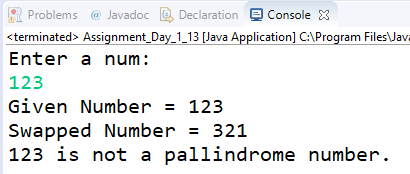 Problems @ Javadoc Declaration Console
<terminated> Assignment_Day_1_13 [Java Application] C:\Program Files\Java
Enter a num:
123
Given Number = 123
Swapped Number = 321
123 is not a pallindrome number.